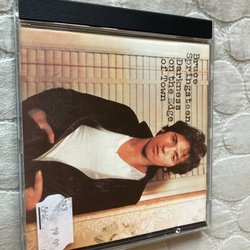 Bruce
Springsteen
Darkness
on the Edge
of Town